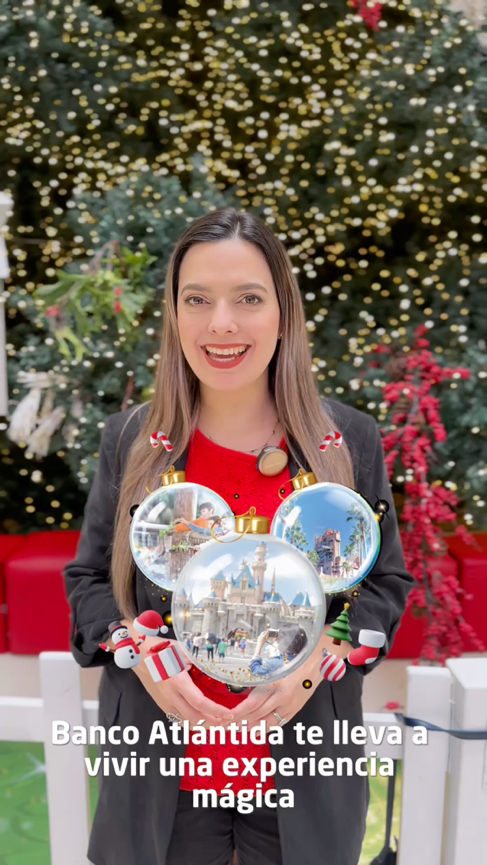 Banco Atlántida te lleva a
vivir una experiencia
mágica